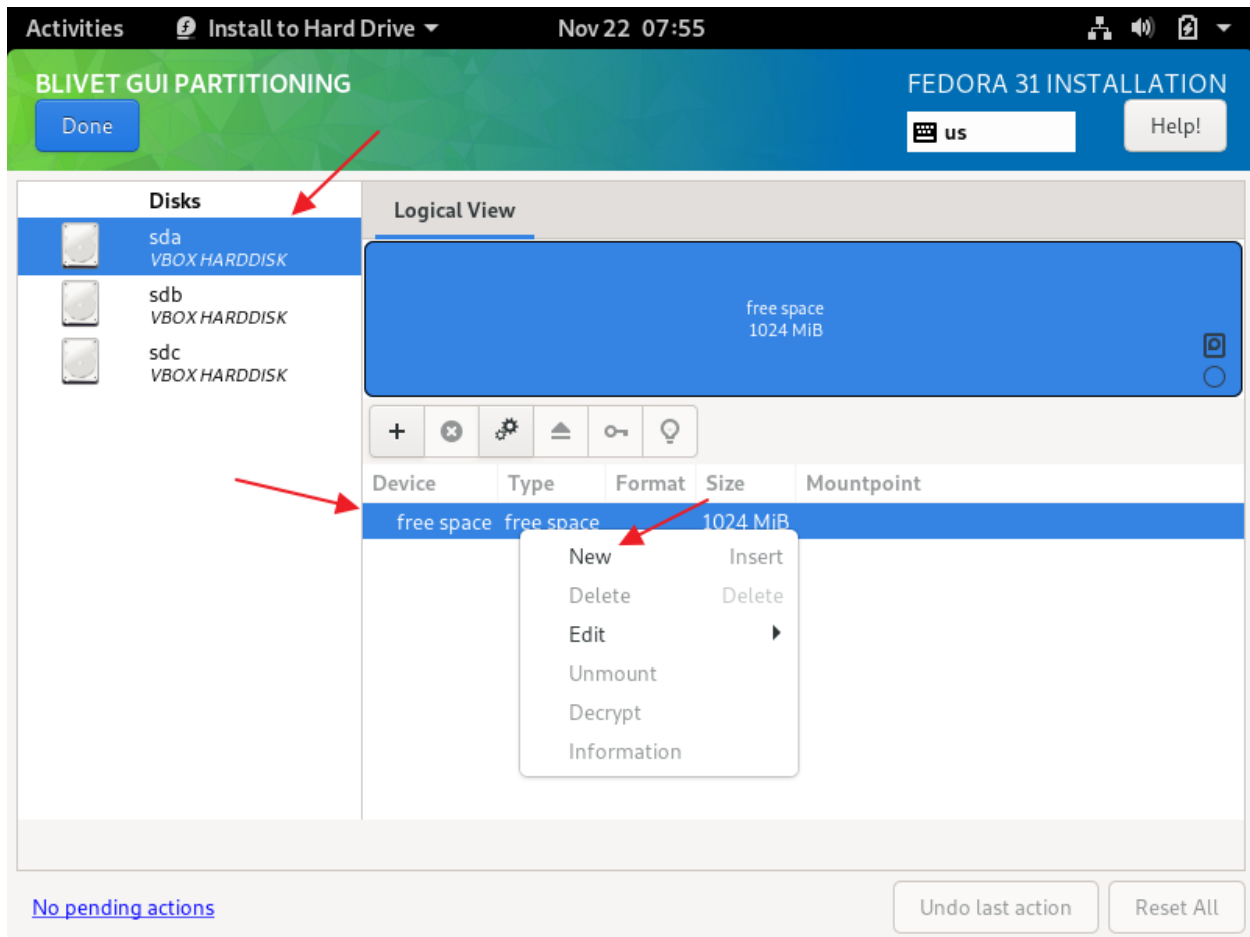 Activities Install to Hard Drive Nov 22 07:55
BLIVET GUI PARTITIONING
FEDORA 31 INSTALLATION
Done
us
Help!
Disks
sda
VBOX HARDDISK
sdb
VBOX HARDDISK
sdc
VBOX HARDDISK
Logical View
free space
1024 MiB
Device Type Format Size Mountpoint
free space free space 1024 MiB
New Insert
Delete Delete
Edit
Unmount
Decrypt
Information
No pending actions
Undo last action
Reset All